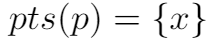 pts(p) = {x}